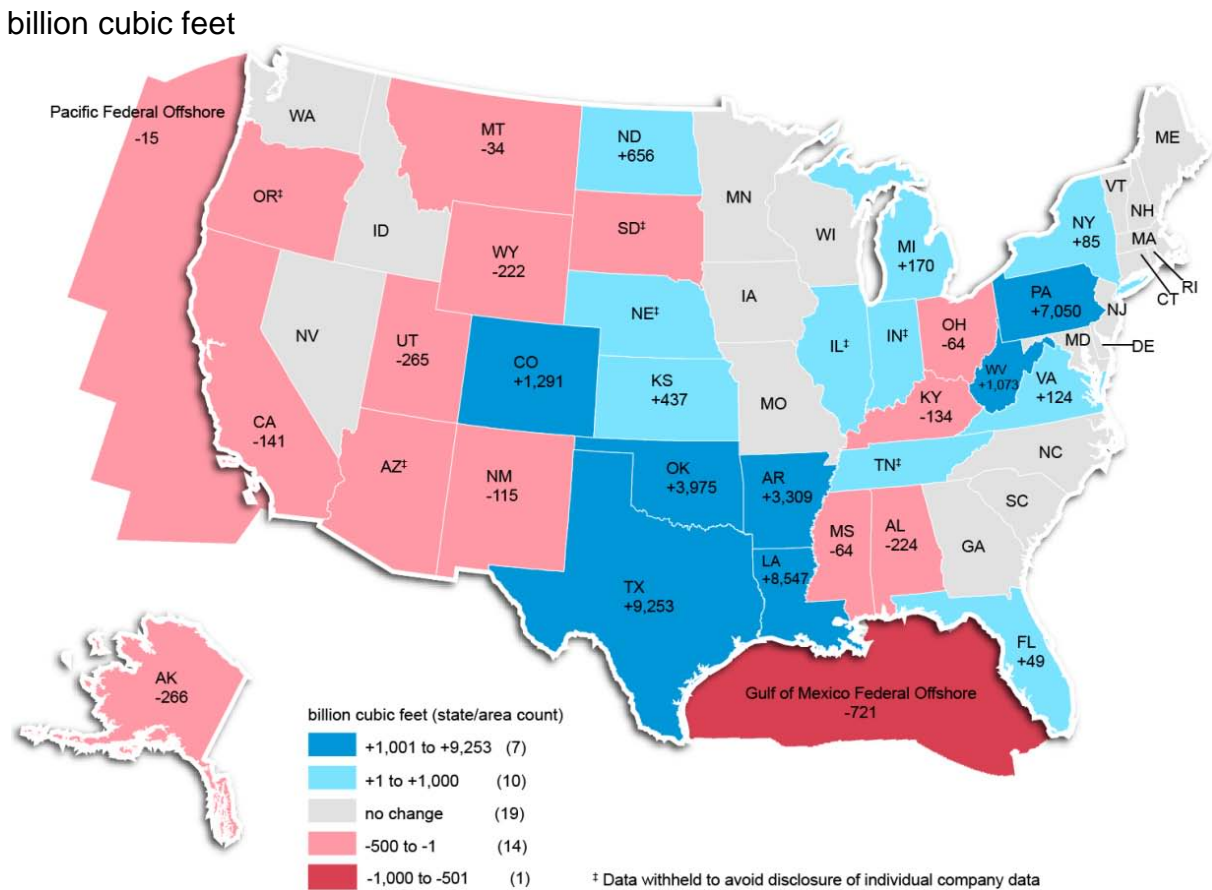 billion cubic feet
Pacific Federal Offshore
-15
WA
MT
-34
ND
+656
MN
ME
VT
NH
OR‡
ID
SD‡
WI
MI
+170
NY
+85
MA
RI
CT
WY
-222
IA
NE‡
PA
+7,050
NJ
NV
UT
-265
CO
+1,291
IL‡
IN‡
OH
-64
MD
DE
WV
+1,073
VA
+124
KS
+437
MO
KY
-134
CA
-141
AZ‡
NM
-115
OK
+3,975
AR
+3,309
TN‡
NC
SC
MS
-64
AL
-224
GA
LA
+8,547
TX
+9,253
FL
+49
AK
-266
Gulf of Mexico Federal Offshore
-721
billion cubic feet (state/area count)
+1,001 to +9,253 (7)
+1 to +1,000 (10)
no change (19)
-500 to -1 (14)
-1,000 to -501 (1)
‡ Data withheld to avoid disclosure of individual company data